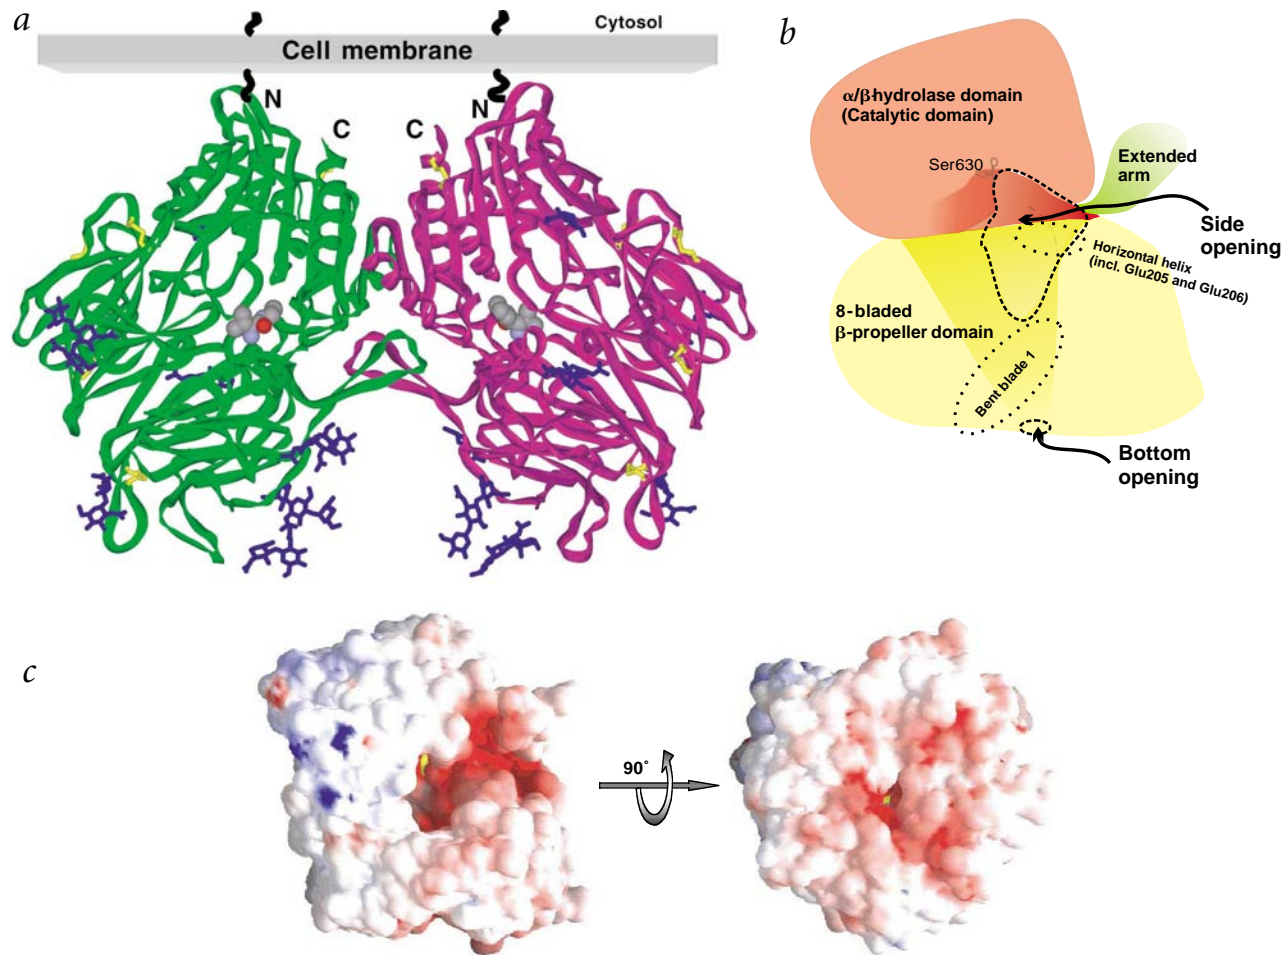 a
Cytosol
Cell membrane
N
N
C
C
b
α/β-hydrolase domain
(Catalytic domain)
Ser630
Extended
arm
Side
opening
Horizontal helix
(incl. Glu205 and Glu206)
8-bladed
β-propeller domain
Bent blade 1
Bottom
opening
c
90°